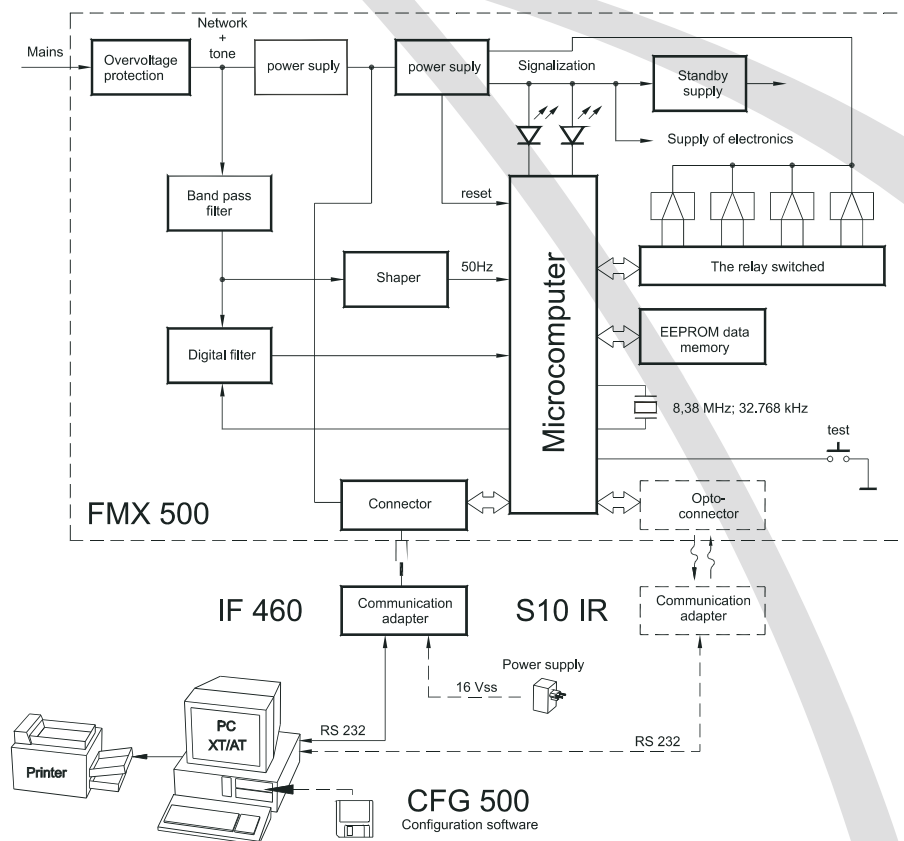 Network
+
tone
Mains
Overvoltage
protection
power suply
power suply
Signalization
Standby
supply
Supply of electronics
Band pass
filter
reset
Shaper
50Hz
The relay switched
Microcomputer
EEPROM data
memory
Digital filter
8,38 MHz; 32.768 kHz
test
Connector
Opto-
connector
FMX 500
IF 460
Communication
adapter
S10 IR
Communication
adapter
Power supply
16 Vss
PC
XT/AT
RS 232
RS 232
Printer
CFG 500
Configuration software